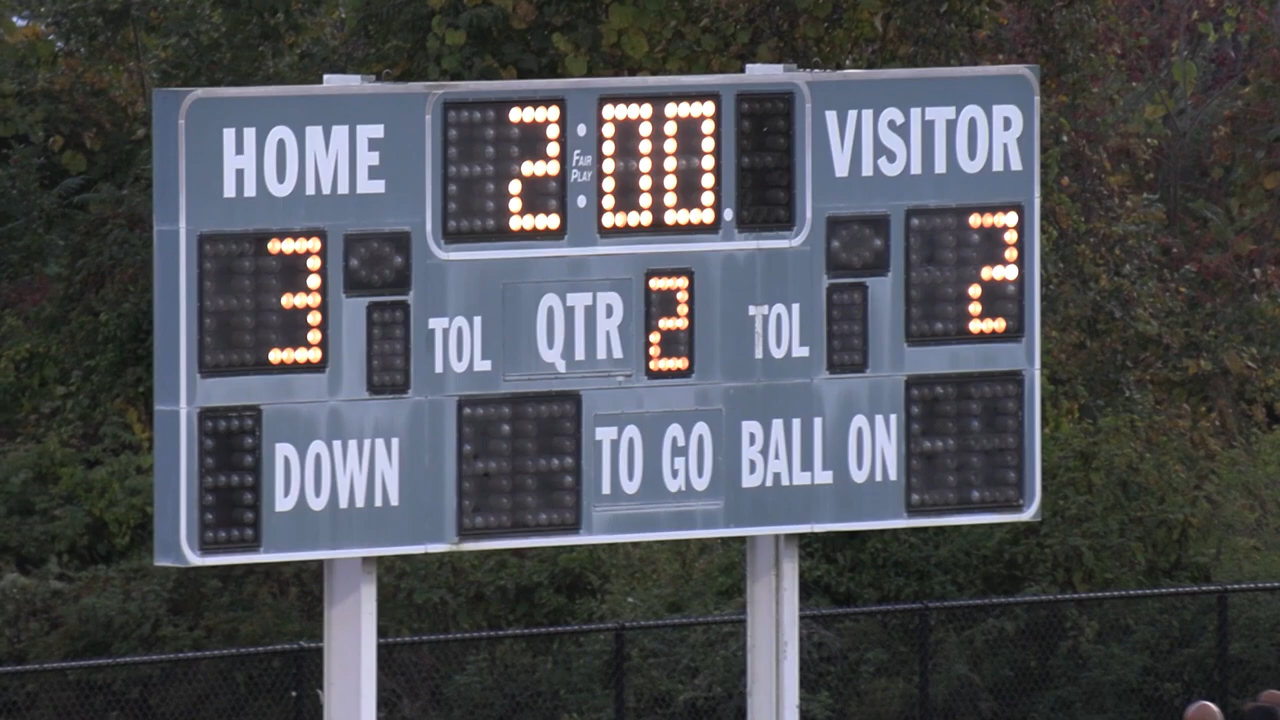 HOME 2:00 VISITOR
FAIR
PLAY
3 TOL QTR 2 TOL 2
DOWN TO GO BALL ON